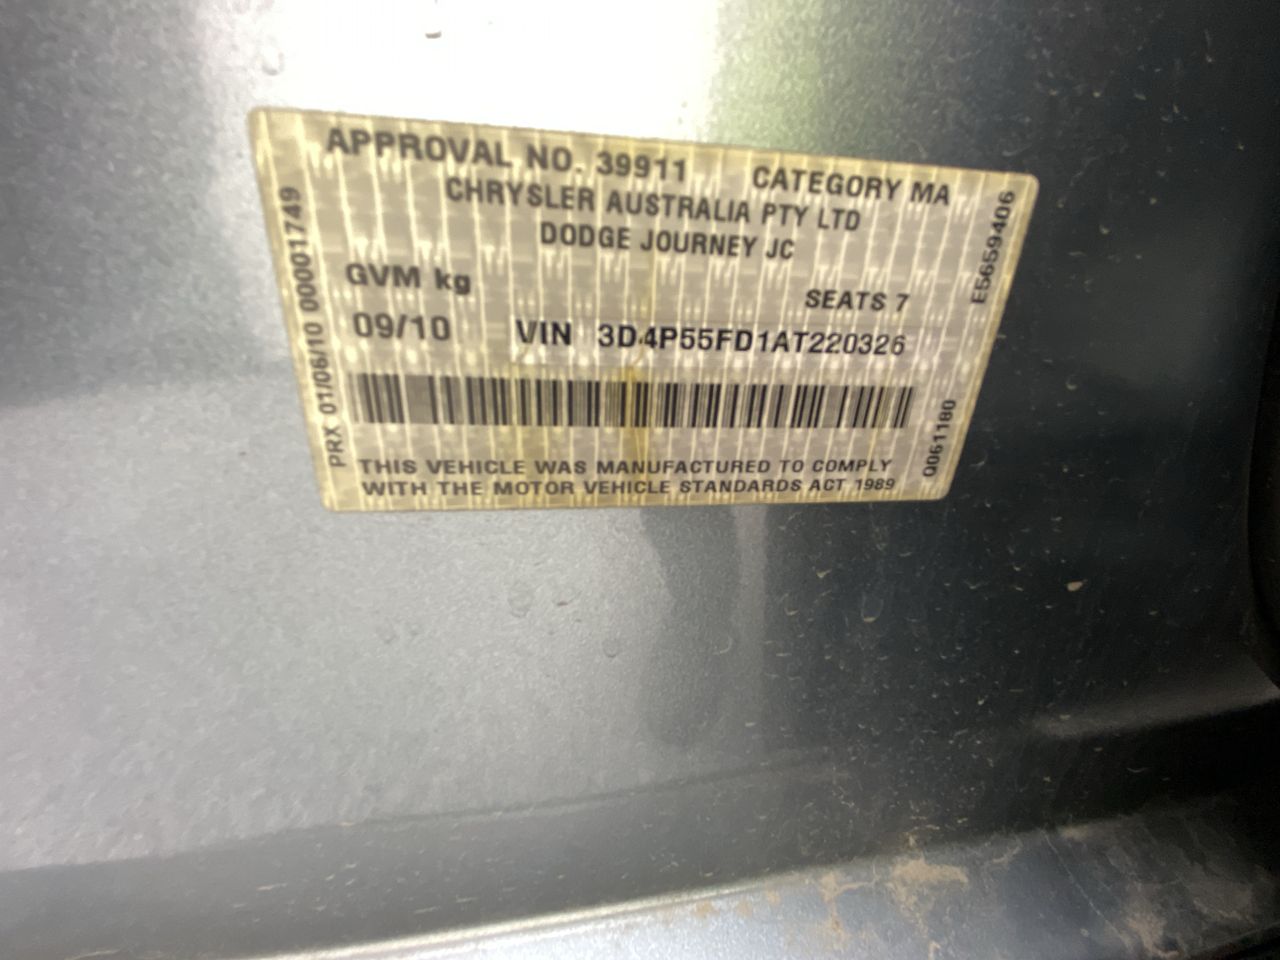 APPROVAL NO. 39911 CATEGORY MA
CHRYSLER AUSTRALIA PTY LTD
DODGE JOURNEY JC
GVM kg
SEATS 7
09/10 VIN 3D4P55FD1AT220326
THIS VEHICLE WAS MANUFACTURED TO COMPLY
WITH THE MOTOR VEHICLE STANDARDS ACT 1989
PRX 01/06/10 00001749
E5659406
Q061180